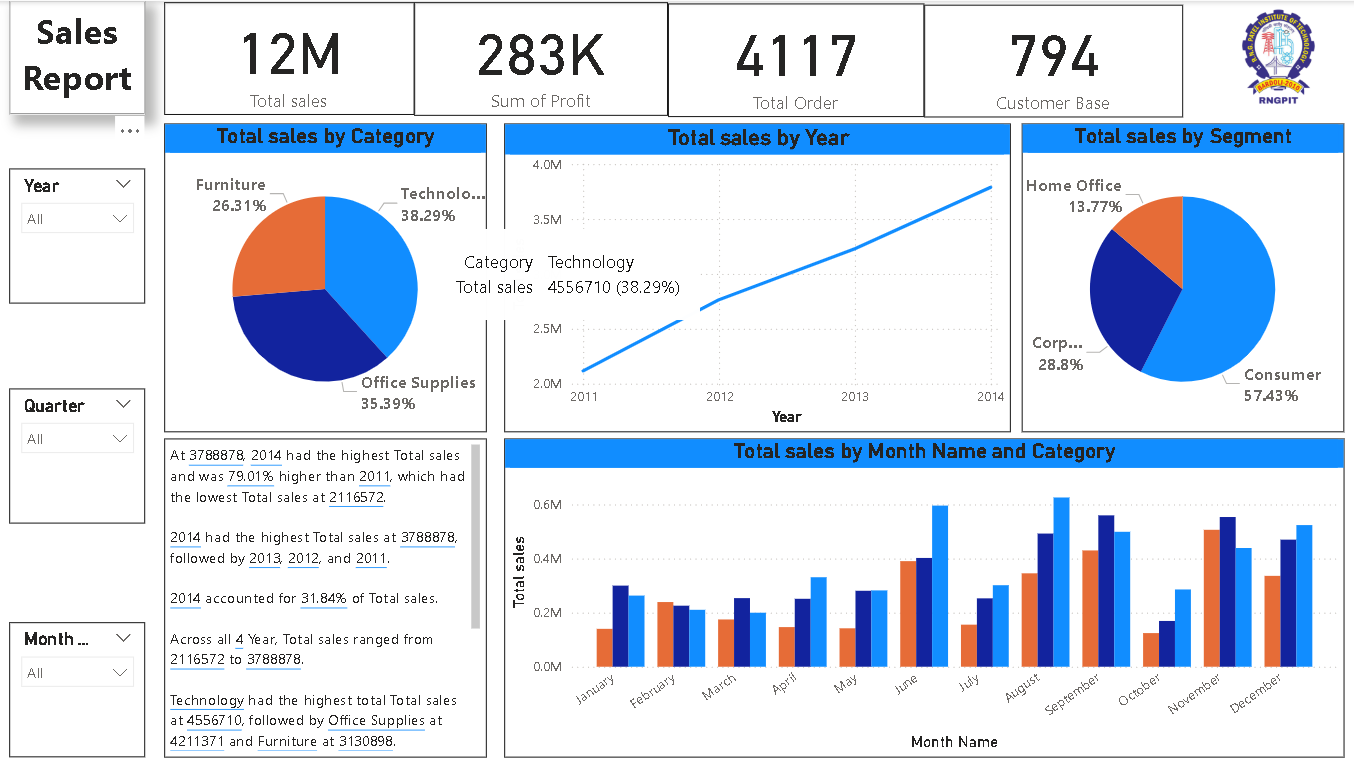 Sales
Report
12M
Total sales
283K
Sum of Profit
4117
Total Order
794
Customer Base
RNGPIT
...
Year
All
Quarter
All
Month ...
All
Total sales by Category
Furniture
26.31%
Technolo...
38.29%
Office Supplies
35.39%
Category Technology
Total sales 4556710 (38.29%)
Total sales by Year
4.0M
3.5M
2.5M
2.0M
2011 2012 2013 2014
Year
Total sales by Segment
Home Office
13.77%
Corp...
28.8%
Consumer
57.43%
At 3788878, 2014 had the highest Total sales
and was 79.01% higher than 2011, which had
the lowest Total sales at 2116572.
2014 had the highest Total sales at 3788878,
followed by 2013, 2012, and 2011.
2014 accounted for 31.84% of Total sales.
Across all 4 Year, Total sales ranged from
2116572 to 3788878.
Technology had the highest total Total sales
at 4556710, followed by Office Supplies at
4211371 and Furniture at 3130898.
Total sales by Month Name and Category
Total sales
0.6M
0.4M
0.2M
0.0M
January February March April May June July August September October November December
Month Name